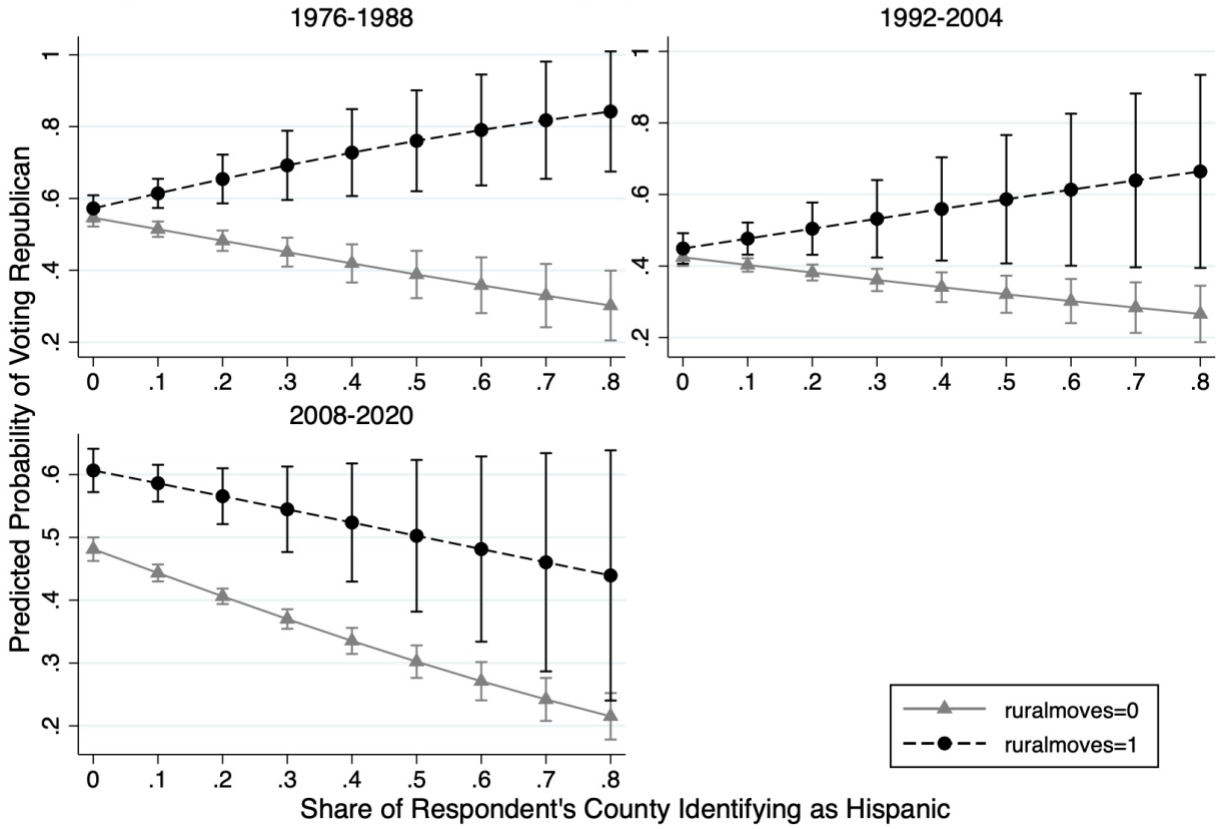 1976-1988
1992-2004
Predicted Probability of Voting Republican
1
.8
.6
.4
.2
0 .1 .2 .3 .4 .5 .6 .7 .8
1
.8
.6
.4
.2
0 .1 .2 .3 .4 .5 .6 .7 .8
2008-2020
.6
.5
.4
.3
.2
0 .1 .2 .3 .4 .5 .6 .7 .8
ruralmoves=0
ruralmoves=1
Share of Respondent's County Identifying as Hispanic